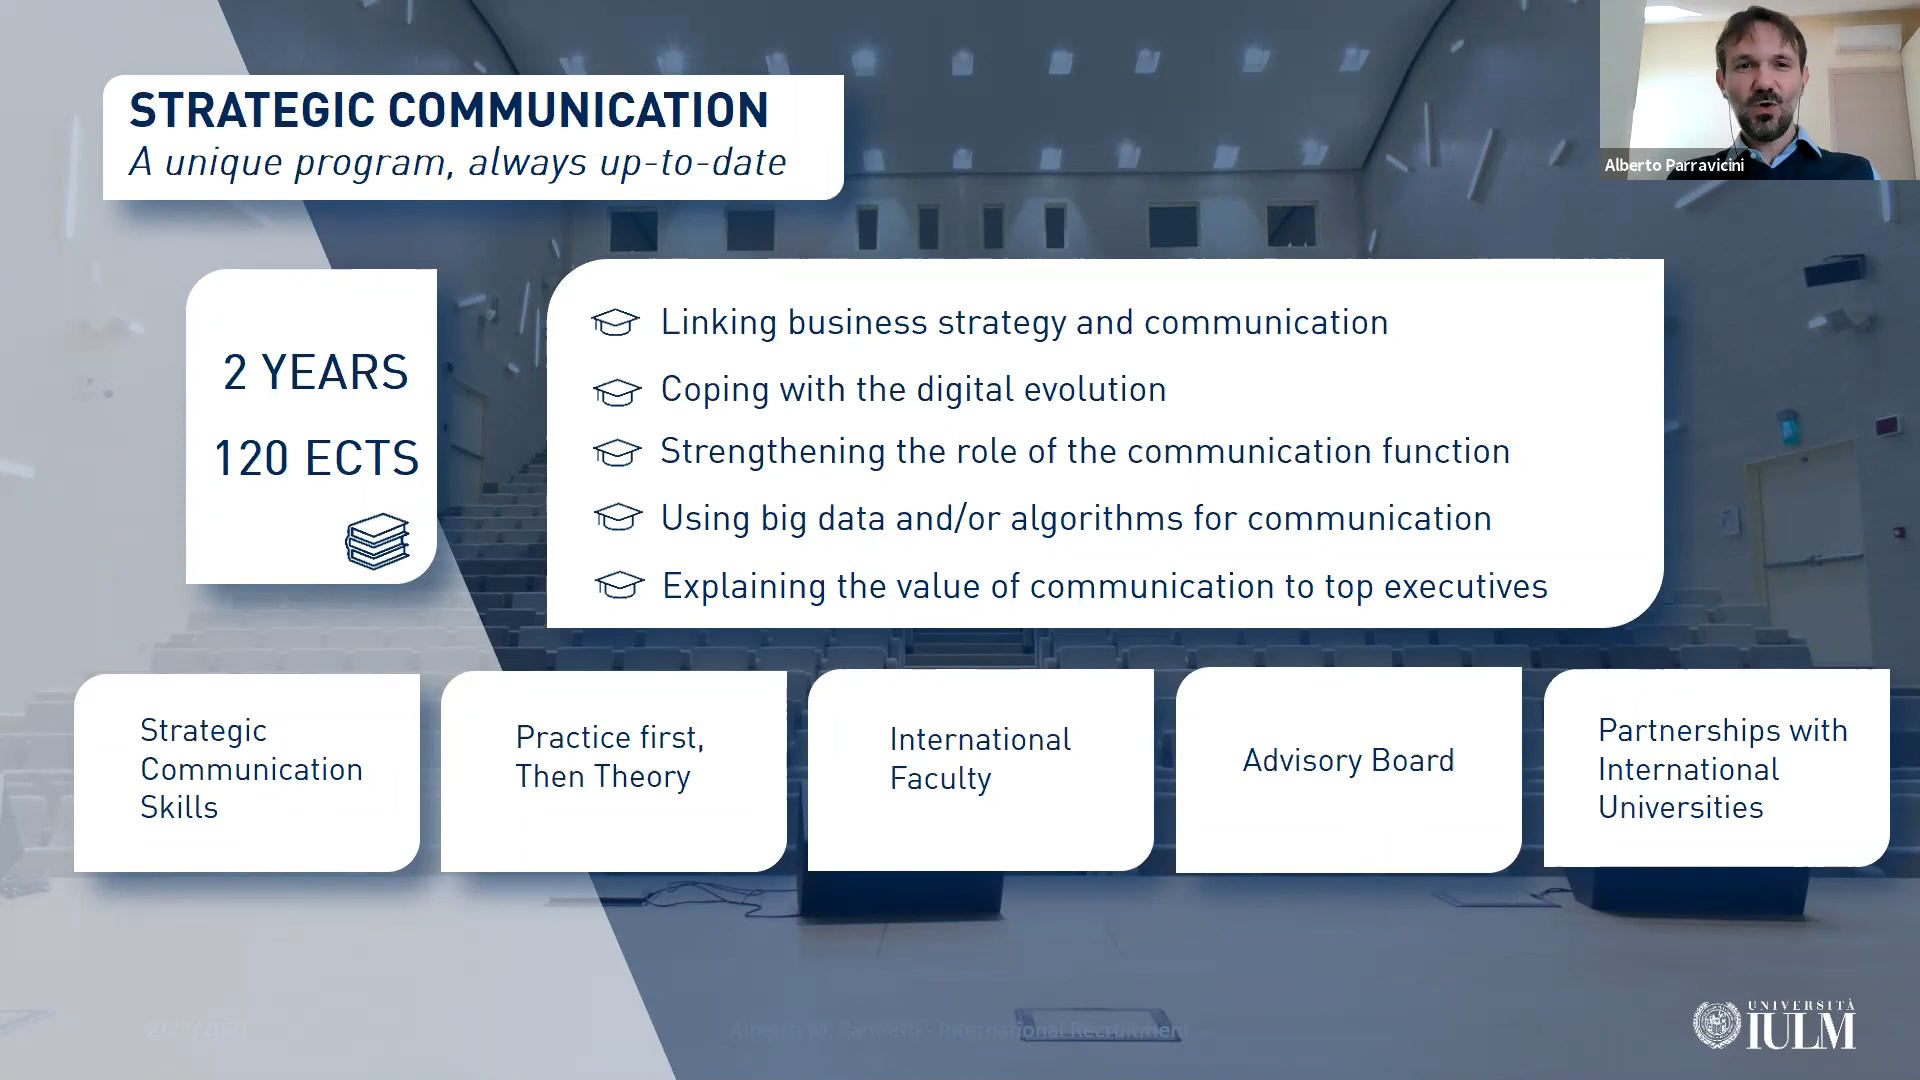 STRATEGIC COMMUNICATION
A unique program, always up-to-date
Alberto Parravicini
2 YEARS
120 ECTS
Linking business strategy and communication
Coping with the digital evolution
Strengthening the role of the communication function
Using big data and/or algorithms for communication
Explaining the value of communication to top executives
Strategic
Communication
Skills
Practice first,
Then Theory
International
Faculty
Advisory Board
Partnerships with
International
Universities
- International Recruitment
UNIVERSITÀ
IULM